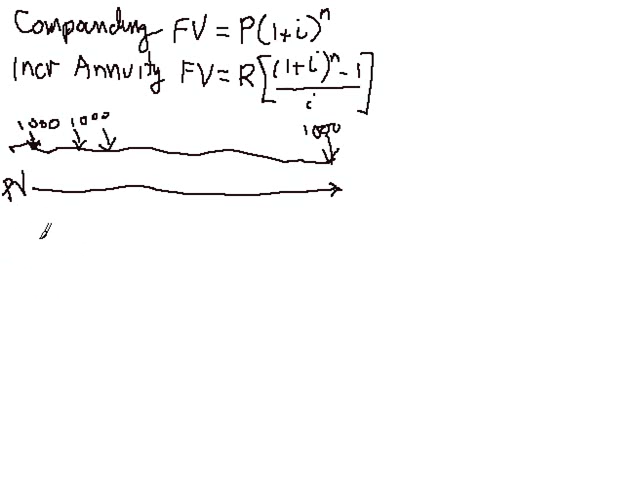 Compounding FV = P(1+i)^n
Incr Annuity FV = R[((1+i)^n - 1)/i]
1000 1000 1000
PV